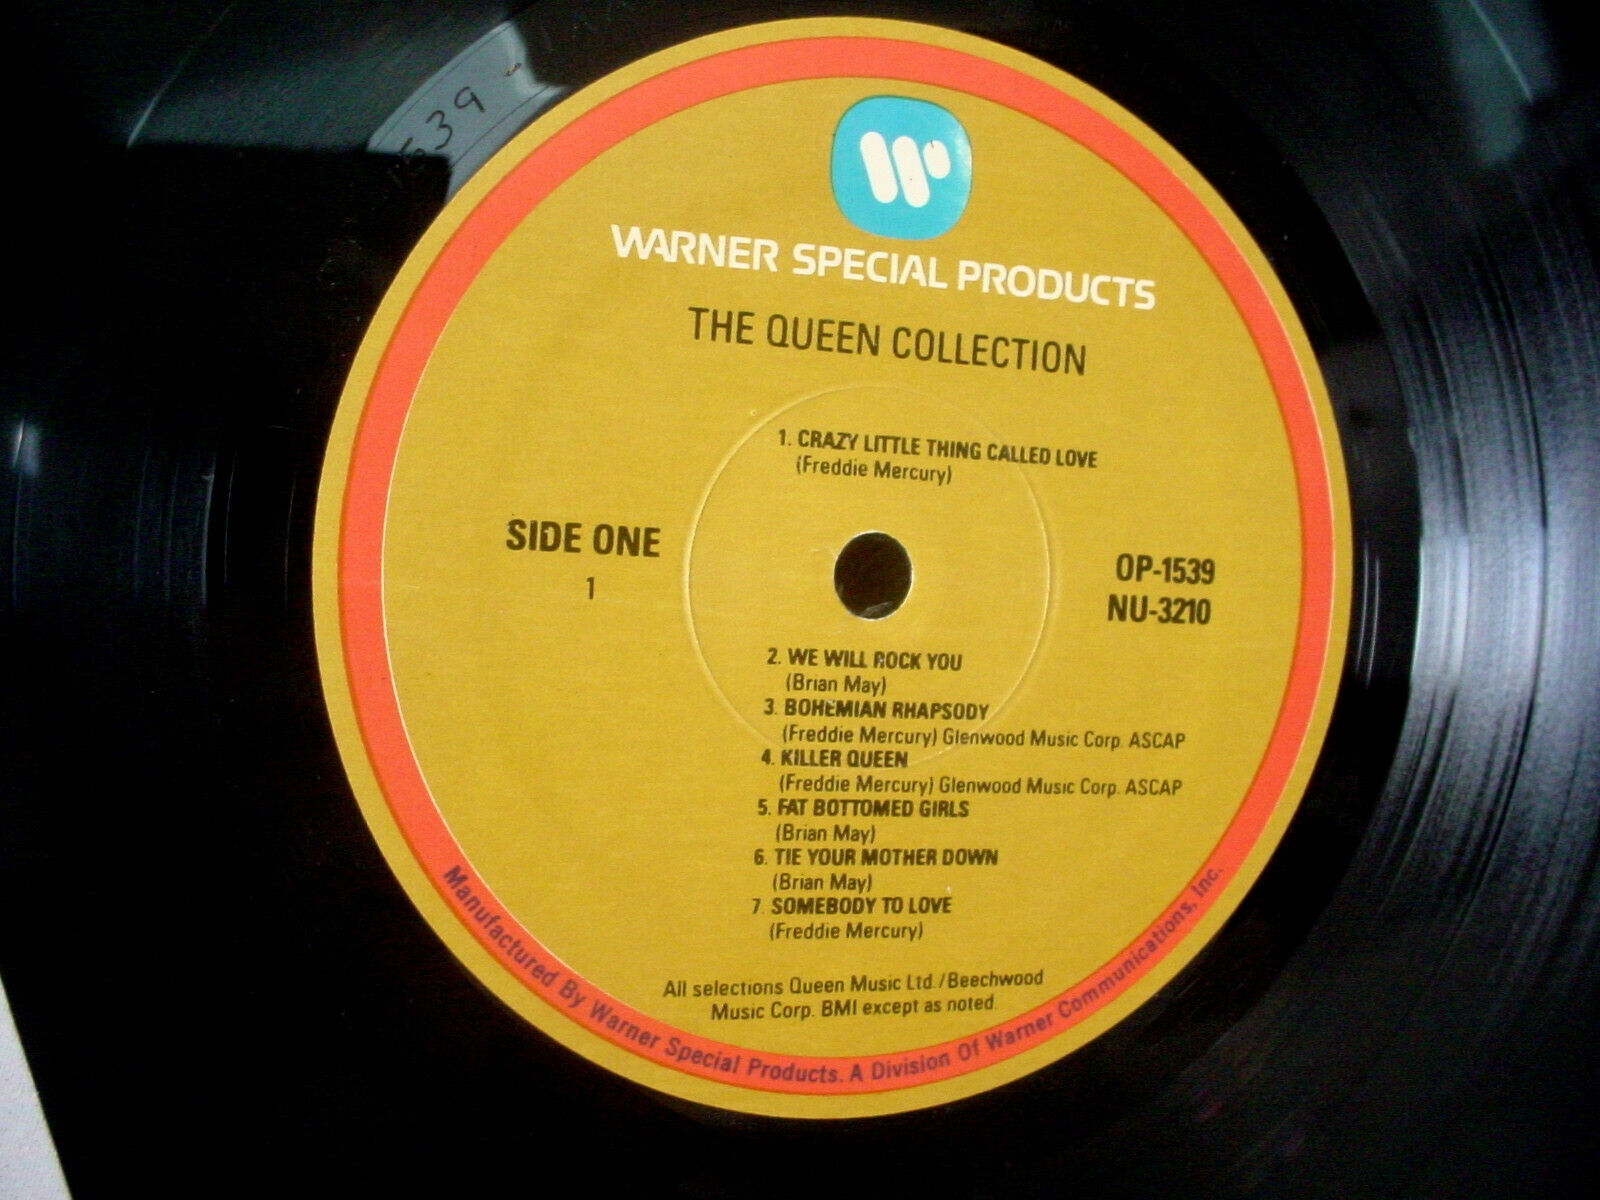 WARNER SPECIAL PRODUCTS
THE QUEEN COLLECTION
1. CRAZY LITTLE THING CALLED LOVE
(Freddie Mercury)
SIDE ONE
1
OP-1539
NU-3210
2. WE WILL ROCK YOU
(Brian May)
3. BOHEMIAN RHAPSODY
(Freddie Mercury) Glenwood Music Corp. ASCAP
4. KILLER QUEEN
(Freddie Mercury) Glenwood Music Corp. ASCAP
5. FAT BOTTOMED GIRLS
(Brian May)
6. TIE YOUR MOTHER DOWN
(Brian May)
7. SOMEBODY TO LOVE
(Freddie Mercury)
All selections Queen Music Ltd./Beechwood
Music Corp. BMI except as noted.
Manufactured By Warner Special Products. A Division Of Warner Communications, Inc.
1539